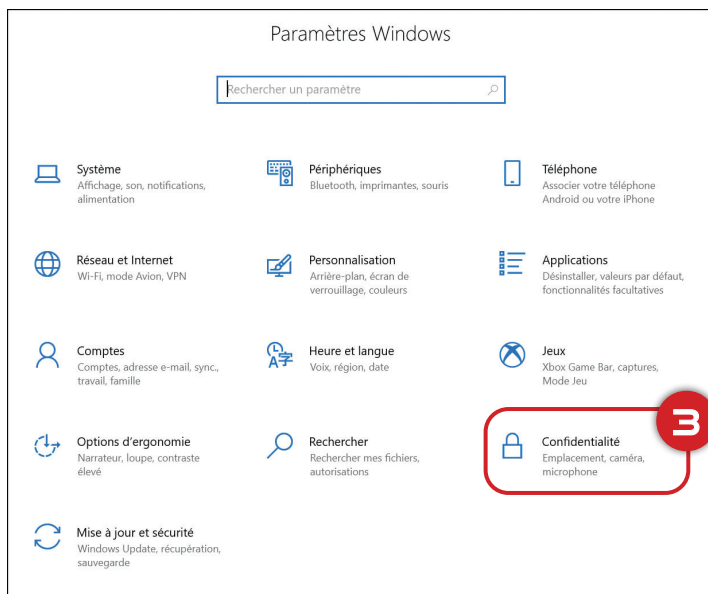 Paramètres Windows
Rechercher un paramètre
Système
Affichage, son, notifications,
alimentation
Périphériques
Bluetooth, imprimantes, souris
Téléphone
Associer votre téléphone
Android ou votre iPhone
Réseau et Internet
Wi-Fi, mode Avion, VPN
Personnalisation
Arrière-plan, écran de
verrouillage, couleurs
Applications
Désinstaller, valeurs par défaut,
fonctionnalités facultatives
Comptes
Comptes, adresse e-mail, sync.,
travail, famille
Heure et langue
Voix, région, date
Jeux
Xbox Game Bar, captures,
Mode Jeu
Options d’ergonomie
Narrateur, loupe, contraste
élevé
Rechercher
Rechercher mes fichiers,
autorisations
3
Confidentialité
Emplacement, caméra,
microphone
Mise à jour et sécurité
Windows Update, récupération,
sauvegarde